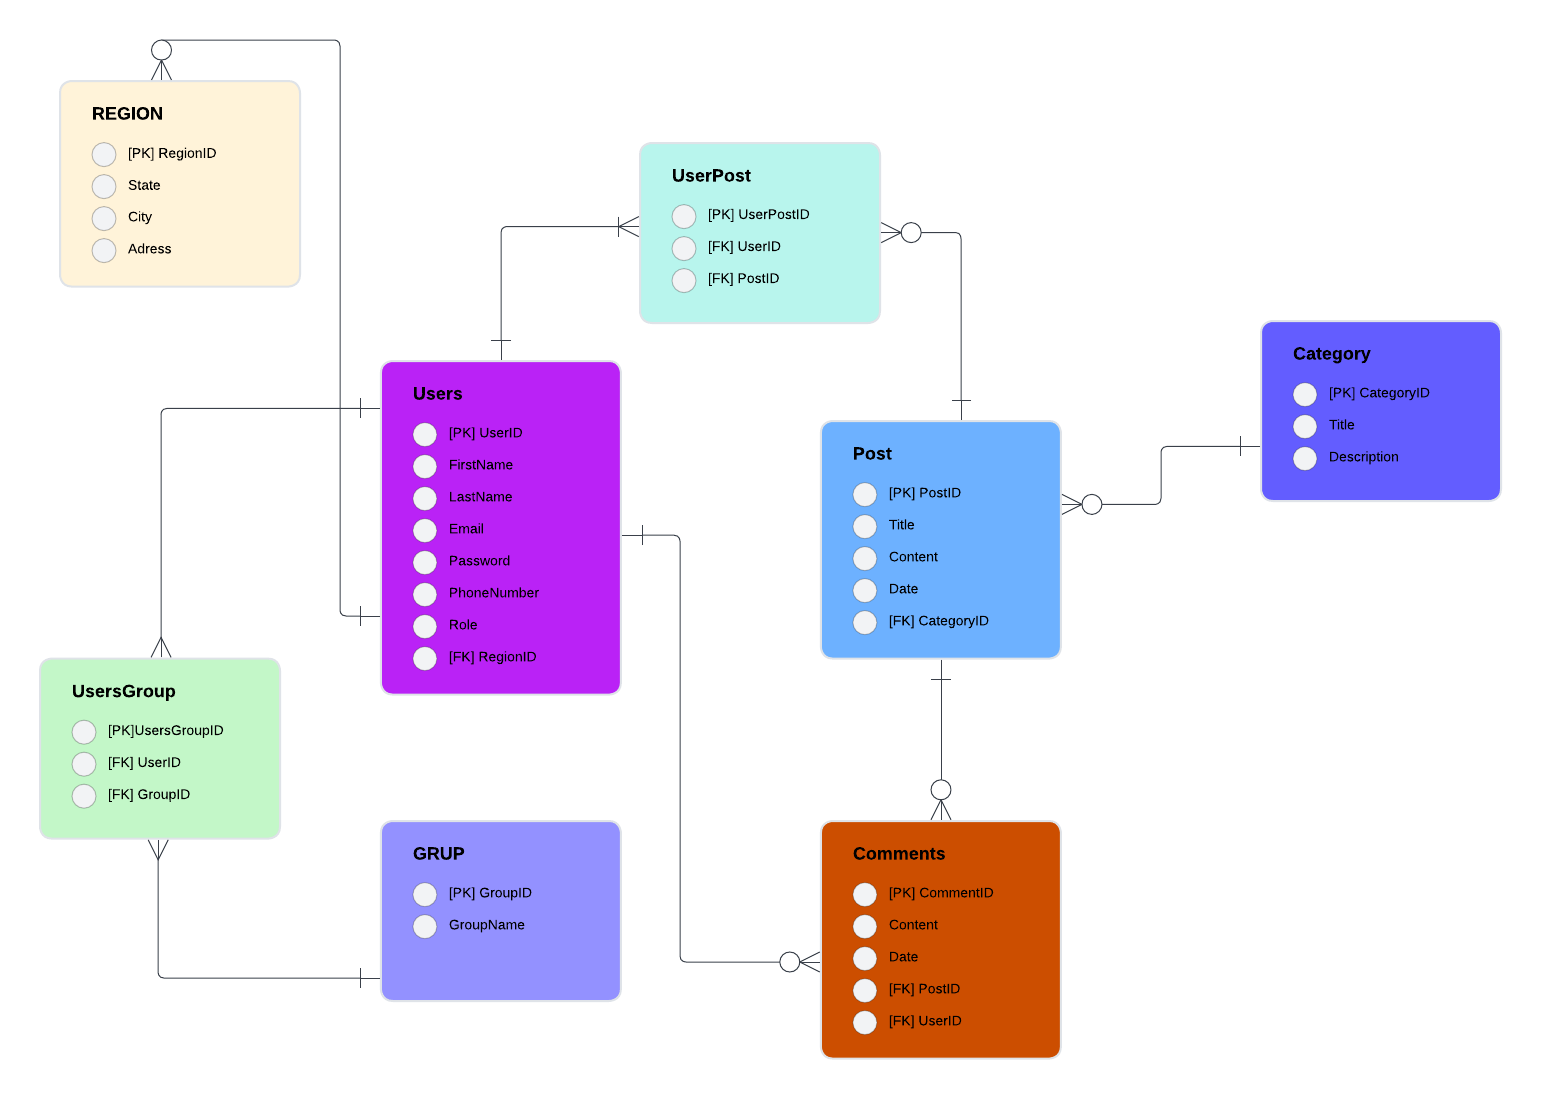 REGION
[PK] RegionID
State
City
Adress
UserPost
[PK] UserPostID
[FK] UserID
[FK] PostID
Category
[PK] CategoryID
Title
Description
Users
[PK] UserID
FirstName
LastName
Email
Password
PhoneNumber
Role
[FK] RegionID
Post
[PK] PostID
Title
Content
Date
[FK] CategoryID
UsersGroup
[PK]UsersGroupID
[FK] UserID
[FK] GroupID
GRUP
[PK] GroupID
GroupName
Comments
[PK] CommentID
Content
Date
[FK] PostID
[FK] UserID